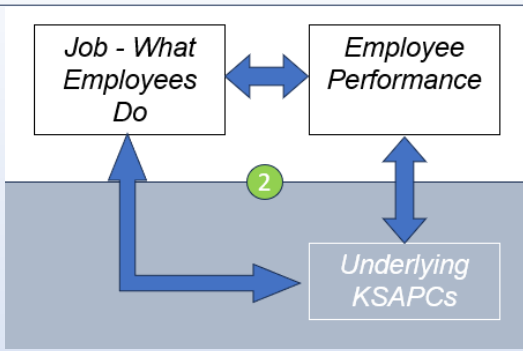 Job - What
Employees
Do
Employee
Performance
2
Underlying
KSAPCs